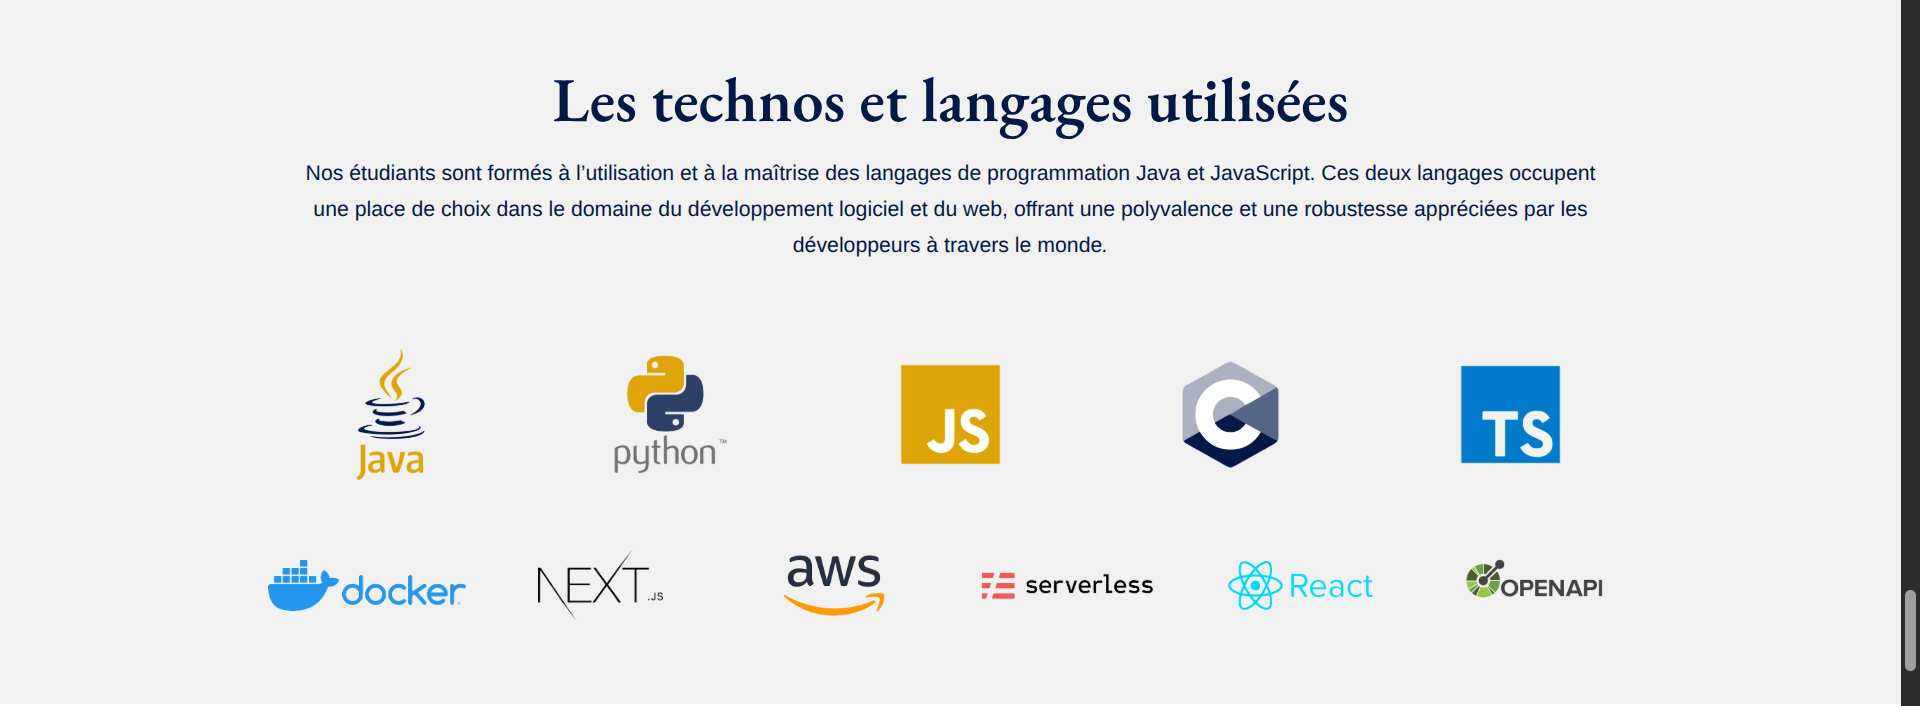 Les technos et langages utilisées
Nos étudiants sont formés à l’utilisation et à la maîtrise des langages de programmation Java et JavaScript. Ces deux langages occupent
une place de choix dans le domaine du développement logiciel et du web, offrant une polyvalence et une robustesse appréciées par les
développeurs à travers le monde.
Java
python™
JS
C
TS
docker
NEXT.JS
aws
serverless
React
OPENAPI